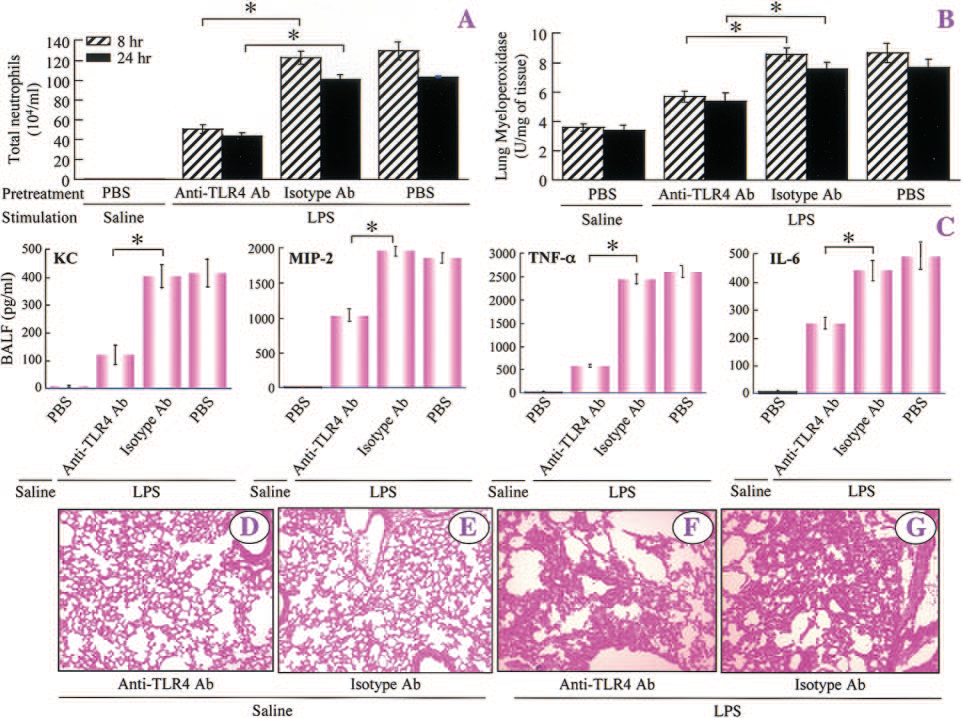 * * A
* * B
Total neutrophils
(10⁴/ml)
140
120
100
80
60
40
20
0
8 hr
24 hr
Lung Myeloperoxidase
(U/mg of tissue)
10
8
6
4
2
0
Pretreatment PBS Anti-TLR4 Ab Isotype Ab PBS
Stimulation Saline LPS
PBS Anti-TLR4 Ab Isotype Ab PBS
Saline LPS
C
BALF (pg/ml)
KC *
500
400
300
200
100
0
PBS Anti-TLR4 Ab Isotype Ab PBS
Saline LPS
MIP-2 *
2000
1500
1000
500
0
PBS Anti-TLR4 Ab Isotype Ab PBS
Saline LPS
TNF-α *
3000
2500
2000
1500
1000
500
0
PBS Anti-TLR4 Ab Isotype Ab PBS
Saline LPS
IL-6 *
500
400
300
200
100
0
PBS Anti-TLR4 Ab Isotype Ab PBS
Saline LPS
D E F G
Anti-TLR4 Ab Isotype Ab Anti-TLR4 Ab Isotype Ab
Saline LPS